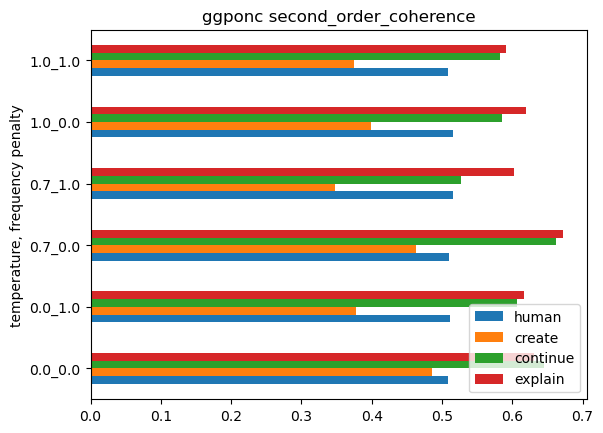 ggponc second_order_coherence
temperature, frequency penalty
1.0_1.0
1.0_0.0
0.7_1.0
0.7_0.0
0.0_1.0
0.0_0.0
human
create
continue
explain
0.0 0.1 0.2 0.3 0.4 0.5 0.6 0.7